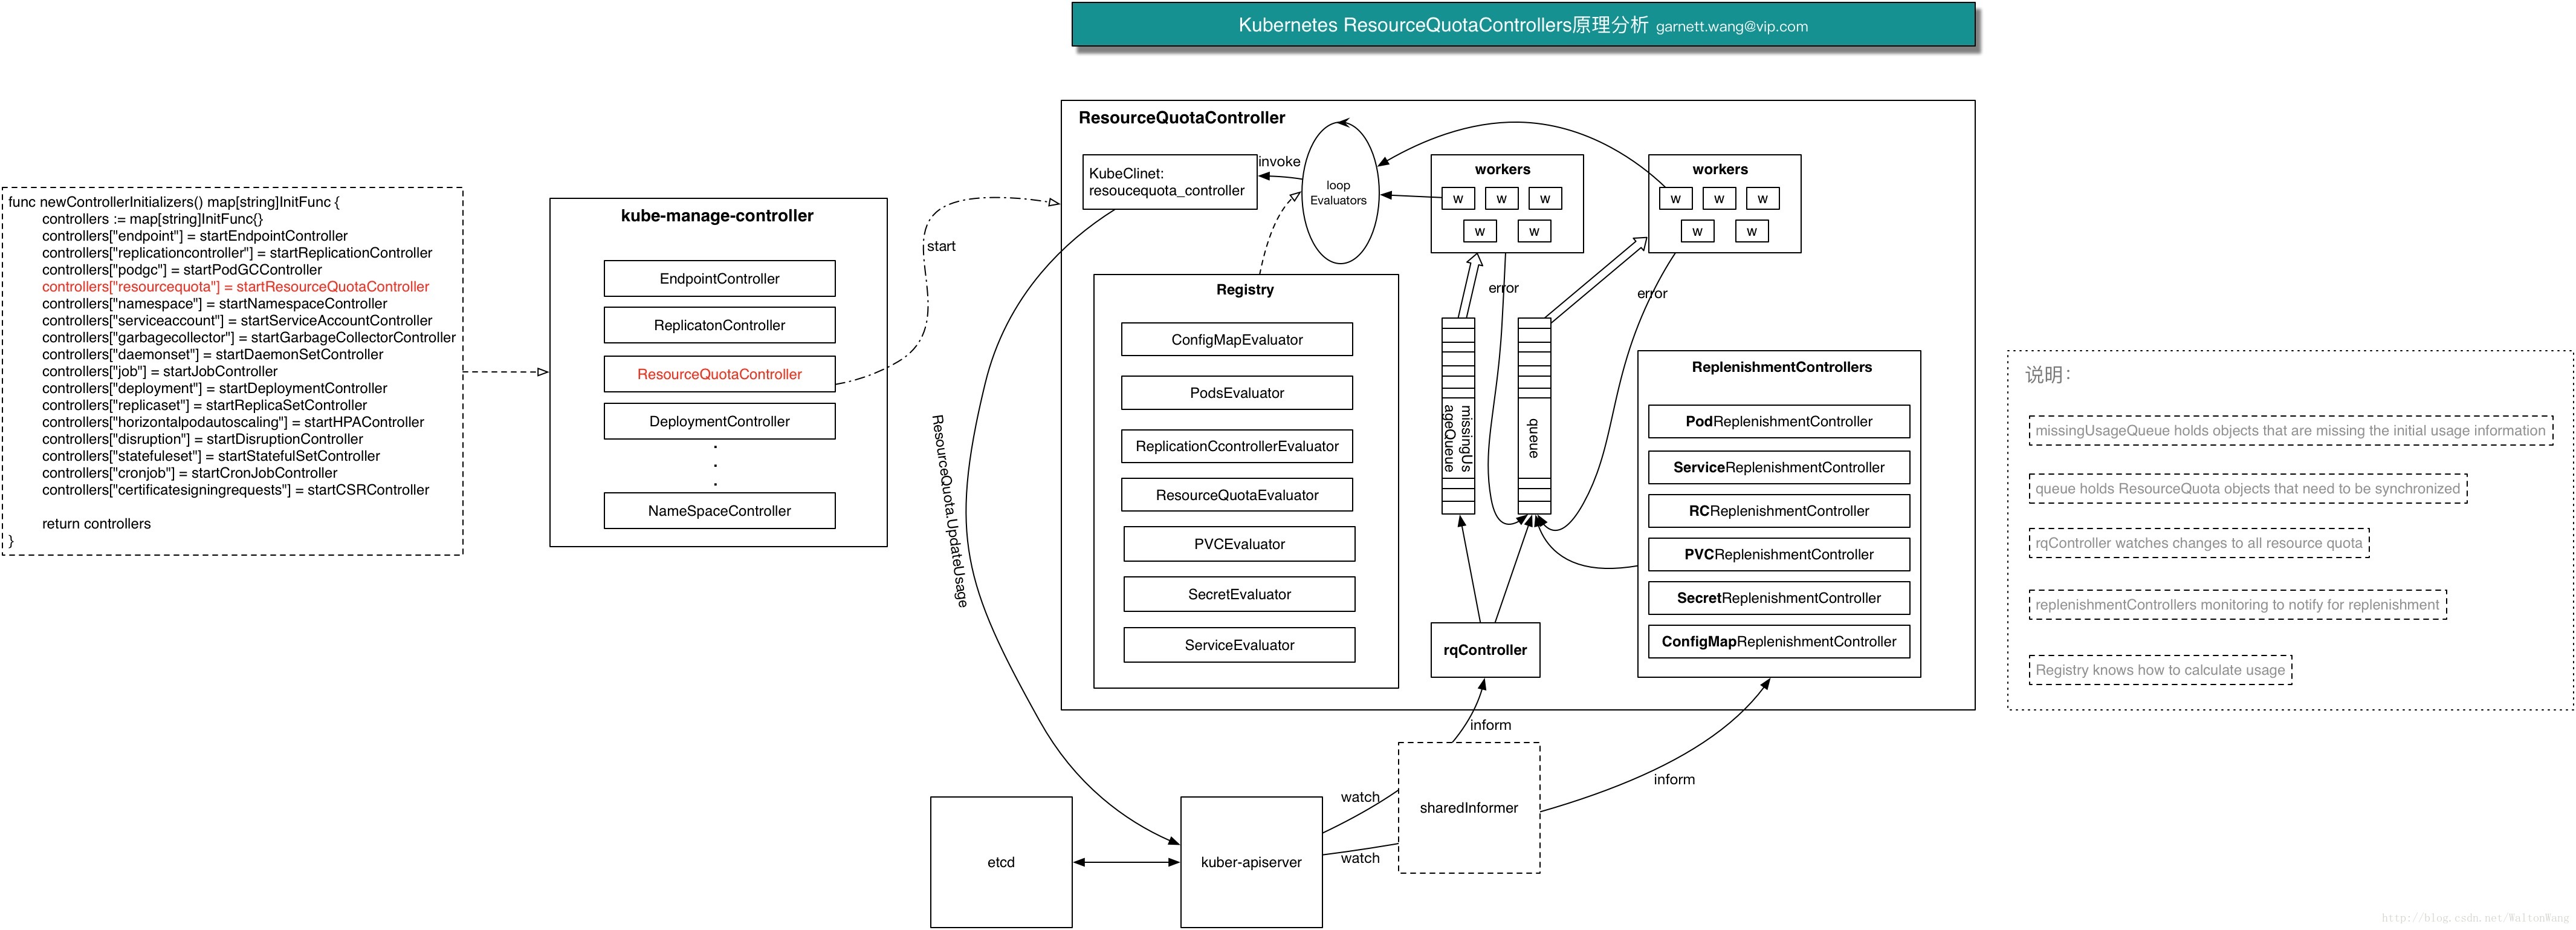 Kubernetes ResourceQuotaControllers原理分析 garnett.wang@vip.com
func newControllerInitializers() map[string]InitFunc {
controllers := map[string]InitFunc{}
controllers["endpoint"] = startEndpointController
controllers["replicationcontroller"] = startReplicationController
controllers["podgc"] = startPodGCController
controllers["resourcequota"] = startResourceQuotaController
controllers["namespace"] = startNamespaceController
controllers["serviceaccount"] = startServiceAccountController
controllers["garbagecollector"] = startGarbageCollectorController
controllers["daemonset"] = startDaemonSetController
controllers["job"] = startJobController
controllers["deployment"] = startDeploymentController
controllers["replicaset"] = startReplicaSetController
controllers["horizontalpodautoscaling"] = startHPAController
controllers["disruption"] = startDisruptionController
controllers["statefuleset"] = startStatefulSetController
controllers["cronjob"] = startCronJobController
controllers["certificatesigningrequests"] = startCSRController
return controllers
}
kube-manage-controller
EndpointController
ReplicatonController
ResourceQuotaController
DeploymentController
.
.
.
NameSpaceController
start
ResourceQuotaController
KubeClinet:
resoucequota_controller
invoke
loop
Evaluators
workers
w
w
w
w
w
workers
w
w
w
w
w
error
error
Registry
ConfigMapEvaluator
PodsEvaluator
ReplicationCcontrollerEvaluator
ResourceQuotaEvaluator
PVCEvaluator
SecretEvaluator
ServiceEvaluator
missingUs
ageQueue
queue
rqController
ReplenishmentControllers
PodReplenishmentController
ServiceReplenishmentController
RCReplenishmentController
PVCReplenishmentController
SecretReplenishmentController
ConfigMapReplenishmentController
ResourceQuota.UpdateUsage
inform
inform
watch
watch
sharedInformer
etcd
kuber-apiserver
说明：
missingUsageQueue holds objects that are missing the initial usage information
queue holds ResourceQuota objects that need to be synchronized
rqController watches changes to all resource quota
replenishmentControllers monitoring to notify for replenishment
Registry knows how to calculate usage
http://blog.csdn.net/WaltonWang